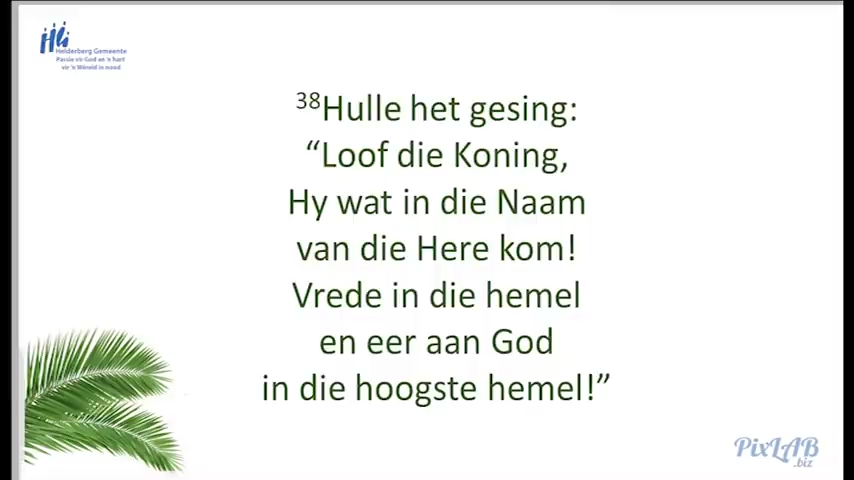 HG
Helderberg Gemeente
Passie vir God en 'n hart
vir 'n Wêreld in nood
38Hulle het gesing:
“Loof die Koning,
Hy wat in die Naam
van die Here kom!
Vrede in die hemel
en eer aan God
in die hoogste hemel!”
PixLAB
.biz